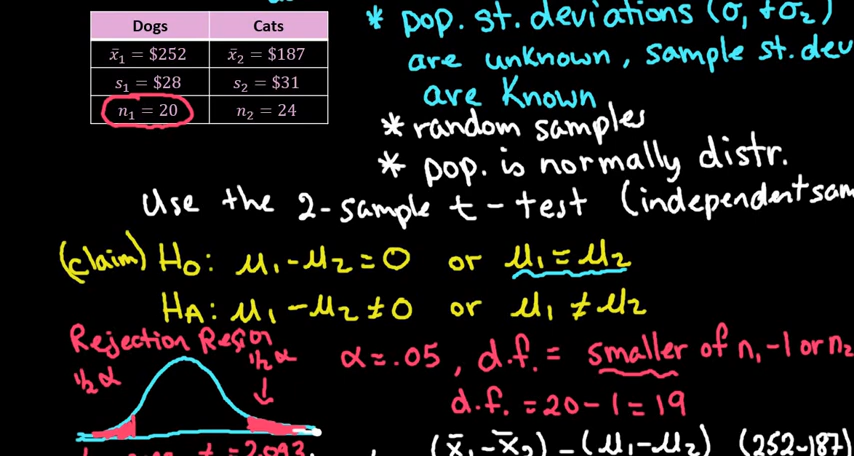 Dogs Cats
x̄₁ = $252 x̄₂ = $187
s₁ = $28 s₂ = $31
n₁ = 20 n₂ = 24
* pop. st. deviations (σ₁ + σ₂)
are unknown, sample st. dev
are known
* random samples
* pop. is normally distr.
Use the 2-sample t-test (independent sam
(claim) H₀: μ₁-μ₂=0 or μ₁=μ₂
HA: μ₁-μ₂≠0 or μ₁≠μ₂
Rejection Region
½α ½α
α=.05, d.f. = smaller of n₁-1 or n₂
d.f. = 20-1=19
t = 2.093
(x̄₁-x̄₂)-(μ₁-μ₂) (252-187)